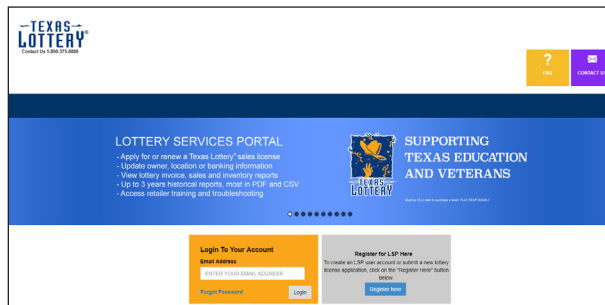 TEXAS
LOTTERY®
Contact Us 1-800-375-6886
?
FAQ
CONTACT US
LOTTERY SERVICES PORTAL
- Apply for or renew a Texas Lottery® sales license
- Update owner, location or banking information
- View lottery invoice, sales and inventory reports
- Up to 3 years historical reports, most in PDF and CSV
- Access retailer training and troubleshooting
TEXAS
LOTTERY
SUPPORTING
TEXAS EDUCATION
AND VETERANS
Login To Your Account
Email Address
ENTER YOUR EMAIL ADDRESS
Forgot Password
Login
Register for LSP Here
To create an LSP user account or submit a new lottery
license application, click on the "Register Here" button
below.
Register here